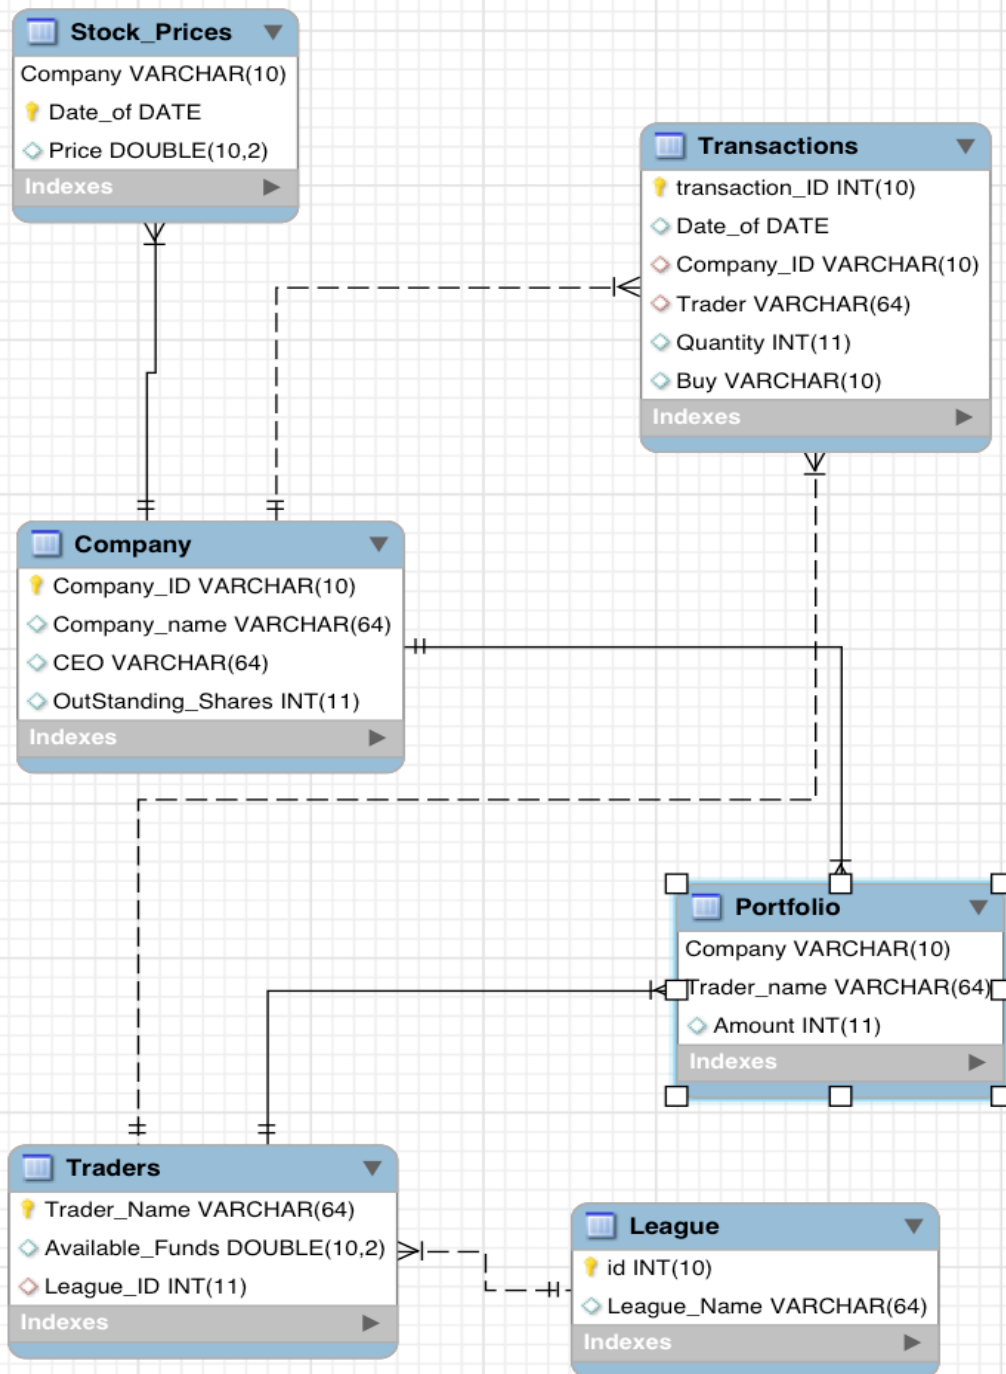 Stock_Prices
Company VARCHAR(10)
Date_of DATE
Price DOUBLE(10,2)
Indexes
Transactions
transaction_ID INT(10)
Date_of DATE
Company_ID VARCHAR(10)
Trader VARCHAR(64)
Quantity INT(11)
Buy VARCHAR(10)
Indexes
Company
Company_ID VARCHAR(10)
Company_name VARCHAR(64)
CEO VARCHAR(64)
OutStanding_Shares INT(11)
Indexes
Portfolio
Company VARCHAR(10)
Trader_name VARCHAR(64)
Amount INT(11)
Indexes
Traders
Trader_Name VARCHAR(64)
Available_Funds DOUBLE(10,2)
League_ID INT(11)
Indexes
League
id INT(10)
League_Name VARCHAR(64)
Indexes